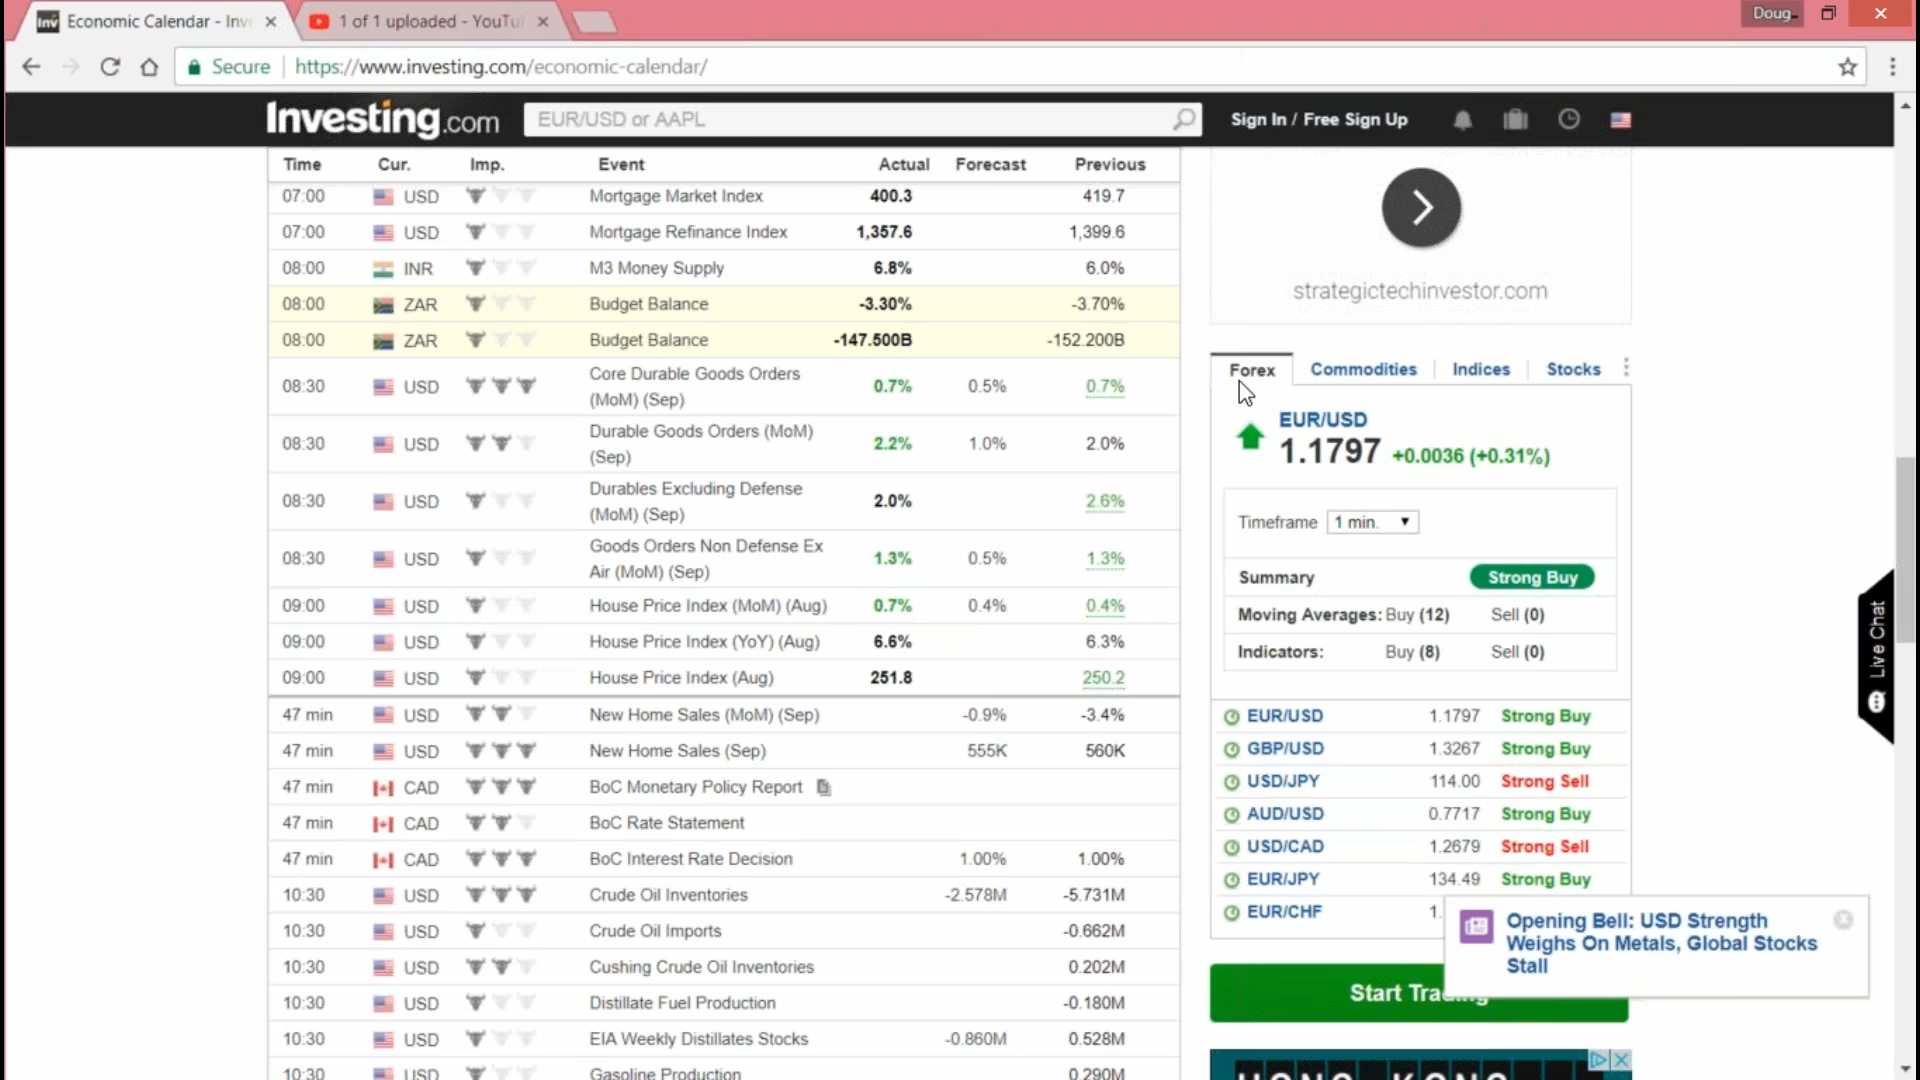 Economic Calendar - Inve
1 of 1 uploaded - YouTu
Doug
Secure
https://www.investing.com/economic-calendar/
Investing.com
EUR/USD or AAPL
Sign In / Free Sign Up
Time Cur. Imp. Event Actual Forecast Previous
07:00 USD Mortgage Market Index 400.3 419.7
07:00 USD Mortgage Refinance Index 1,357.6 1,399.6
08:00 INR M3 Money Supply 6.8% 6.0%
08:00 ZAR Budget Balance -3.30% -3.70%
08:00 ZAR Budget Balance -147.500B -152.200B
08:30 USD Core Durable Goods Orders 0.7% 0.5% 0.7%
(MoM) (Sep)
08:30 USD Durable Goods Orders (MoM) 2.2% 1.0% 2.0%
(Sep)
08:30 USD Durables Excluding Defense 2.0% 2.6%
(MoM) (Sep)
08:30 USD Goods Orders Non Defense Ex 1.3% 0.5% 1.3%
Air (MoM) (Sep)
09:00 USD House Price Index (MoM) (Aug) 0.7% 0.4% 0.4%
09:00 USD House Price Index (YoY) (Aug) 6.6% 6.3%
09:00 USD House Price Index (Aug) 251.8 250.2
47 min USD New Home Sales (MoM) (Sep) -0.9% -3.4%
47 min USD New Home Sales (Sep) 555K 560K
47 min CAD BoC Monetary Policy Report
47 min CAD BoC Rate Statement
47 min CAD BoC Interest Rate Decision 1.00% 1.00%
10:30 USD Crude Oil Inventories -2.578M -5.731M
10:30 USD Crude Oil Imports -0.662M
10:30 USD Cushing Crude Oil Inventories 0.202M
10:30 USD Distillate Fuel Production -0.180M
10:30 USD EIA Weekly Distillates Stocks -0.860M 0.528M
10:30 USD Gasoline Production 0.290M
strategictechinvestor.com
Forex Commodities Indices Stocks
EUR/USD
1.1797 +0.0036 (+0.31%)
Timeframe 1 min.
Summary Strong Buy
Moving Averages: Buy (12) Sell (0)
Indicators: Buy (8) Sell (0)
EUR/USD 1.1797 Strong Buy
GBP/USD 1.3267 Strong Buy
USD/JPY 114.00 Strong Sell
AUD/USD 0.7717 Strong Buy
USD/CAD 1.2679 Strong Sell
EUR/JPY 134.49 Strong Buy
EUR/CHF 1.
Opening Bell: USD Strength
Weighs On Metals, Global Stocks
Stall
Start Trading
Live Chat
HONG KONG